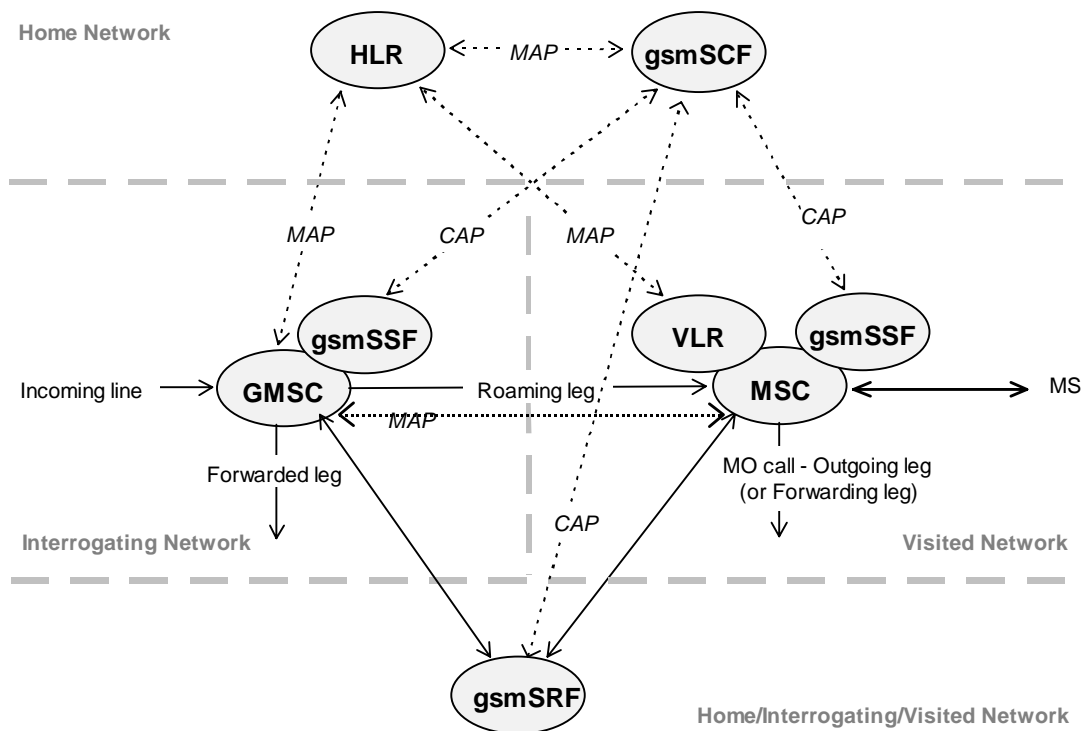 Home Network
HLR
MAP
gsmSCF
MAP
CAP
MAP
CAP
gsmSSF
VLR
gsmSSF
Incoming line
GMSC
Roaming leg
MSC
MS
MAP
Forwarded leg
MO call - Outgoing leg
(or Forwarding leg)
CAP
Interrogating Network
Visited Network
gsmSRF
Home/Interrogating/Visited Network